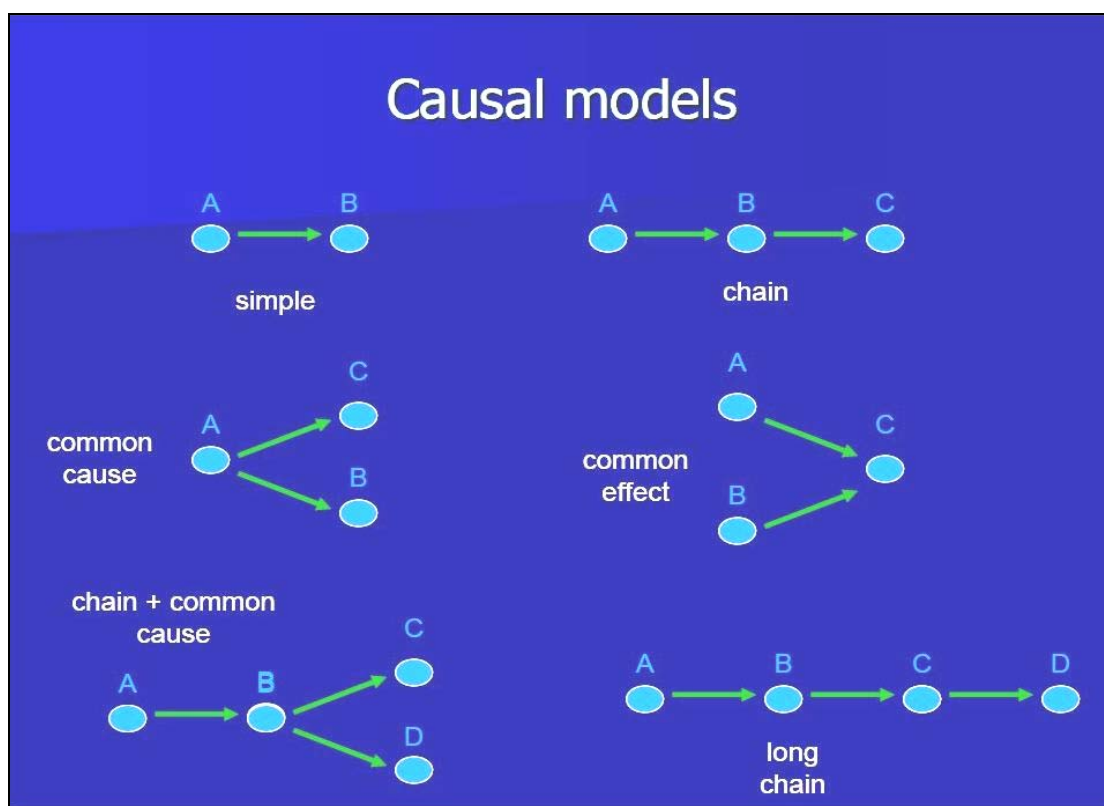 Causal models
A B
simple
A B C
chain
common
cause
A
C
B
common
effect
A
B
C
chain + common
cause
A B
C
D
A B C D
long
chain